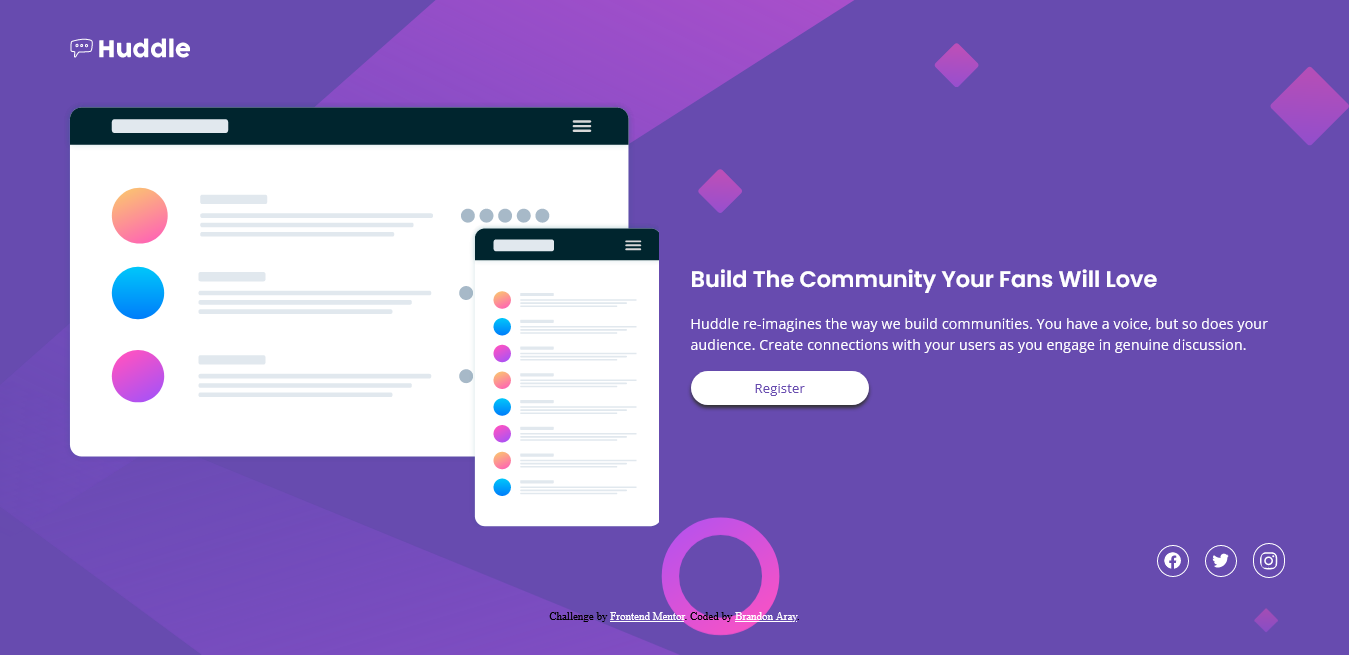 Huddle
Build The Community Your Fans Will Love
Huddle re-imagines the way we build communities. You have a voice, but so does your
audience. Create connections with your users as you engage in genuine discussion.
Register
Challenge by Frontend Mentor. Coded by Brandon Aray.